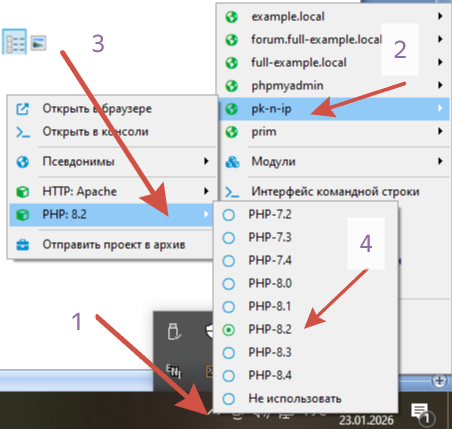 3
example.local
forum.full-example.local
2
full-example.local
phpmyadmin
pk-n-ip
prim
Модули
Интерфейс командной строки
Открыть в браузере
Открыть в консоли
Псевдонимы
HTTP: Apache
PHP: 8.2
Отправить проект в архив
PHP-7.2
PHP-7.3
PHP-7.4
4
PHP-8.0
PHP-8.1
PHP-8.2
PHP-8.3
PHP-8.4
Не использовать
1
ENI
23.01.2026
1